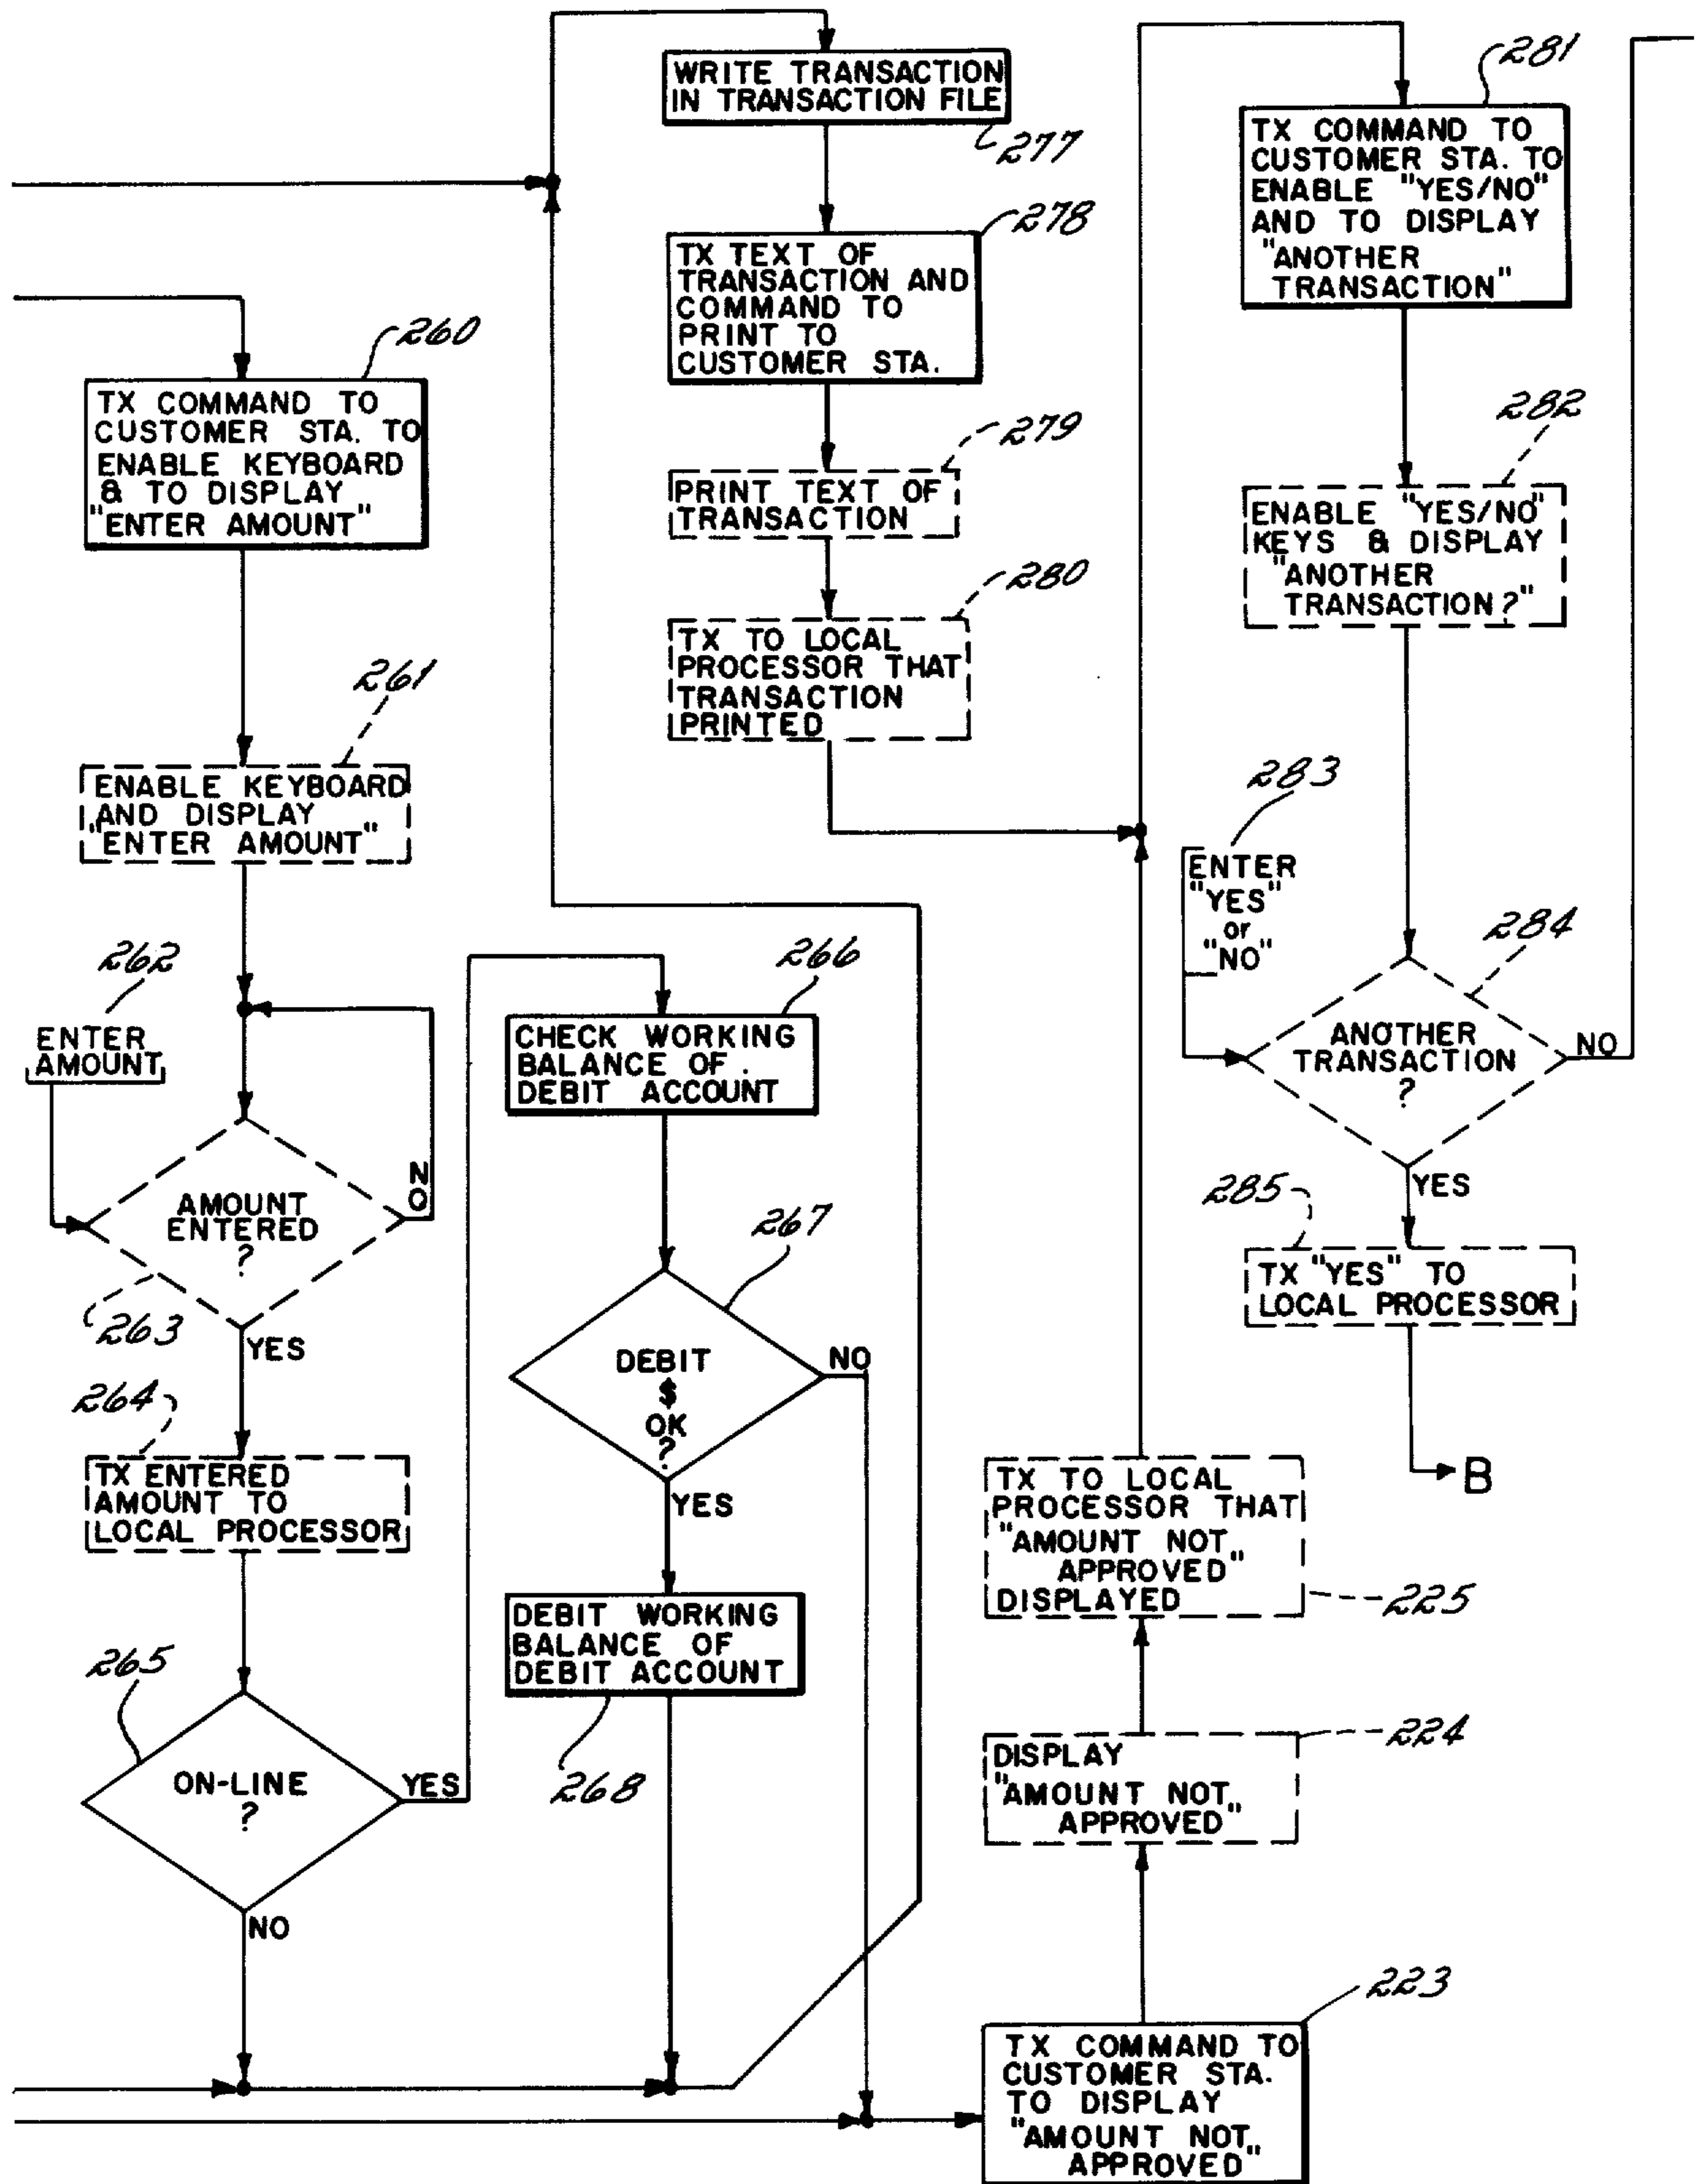 260
TX COMMAND TO
CUSTOMER STA. TO
ENABLE KEYBOARD
& TO DISPLAY
"ENTER AMOUNT"
261
ENABLE KEYBOARD
AND DISPLAY
"ENTER AMOUNT"
262
ENTER
AMOUNT
AMOUNT
ENTERED
?
NO
263
YES
264
TX ENTERED
AMOUNT TO
LOCAL PROCESSOR
265
ON-LINE
?
YES
NO
WRITE TRANSACTION
IN TRANSACTION FILE
277
278
TX TEXT OF
TRANSACTION AND
COMMAND TO
PRINT TO
CUSTOMER STA.
279
PRINT TEXT OF
TRANSACTION
280
TX TO LOCAL
PROCESSOR THAT
TRANSACTION
PRINTED
266
CHECK WORKING
BALANCE OF
DEBIT ACCOUNT
267
DEBIT
$
OK
?
NO
YES
DEBIT WORKING
BALANCE OF
DEBIT ACCOUNT
268
281
TX COMMAND TO
CUSTOMER STA. TO
ENABLE "YES/NO"
AND TO DISPLAY
"ANOTHER
TRANSACTION"
282
ENABLE "YES/NO"
KEYS & DISPLAY
"ANOTHER
TRANSACTION?"
283
ENTER
"YES"
or
"NO"
284
ANOTHER
TRANSACTION
?
NO
YES
285
TX "YES" TO
LOCAL PROCESSOR
B
TX TO LOCAL
PROCESSOR THAT
"AMOUNT NOT
APPROVED"
DISPLAYED
225
224
DISPLAY
"AMOUNT NOT
APPROVED"
223
TX COMMAND TO
CUSTOMER STA.
TO DISPLAY
"AMOUNT NOT
APPROVED"